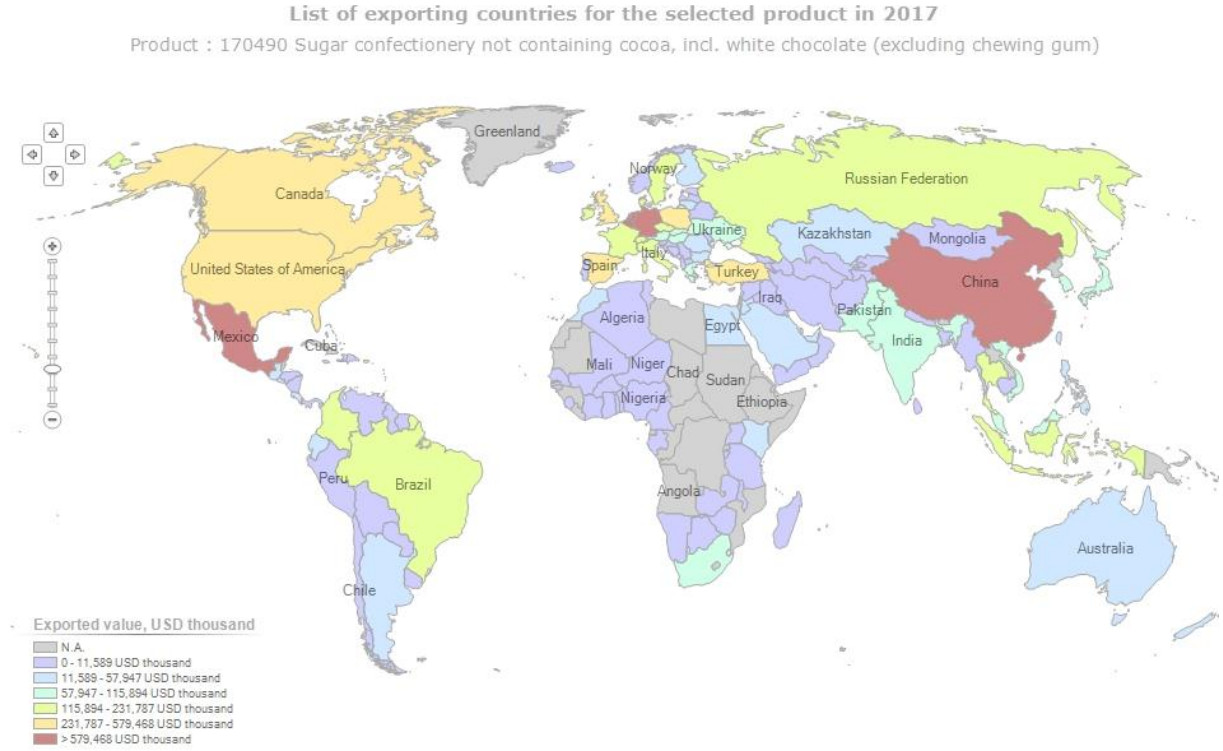 List of exporting countries for the selected product in 2017
Product : 170490 Sugar confectionery not containing cocoa, incl. white chocolate (excluding chewing gum)
Greenland
Norway
Canada
Russian Federation
Ukraine
Kazakhstan
Mongolia
Italy
United States of America
Spain
Turkey
China
Iraq
Pakistan
Mexico
Cuba
Algeria
Egypt
India
Mali
Niger
Chad
Sudan
Nigeria
Ethiopia
Peru
Brazil
Angola
Australia
Chile
Exported value, USD thousand
N.A.
0 - 11,589 USD thousand
11,589 - 57,947 USD thousand
57,947 - 115,894 USD thousand
115,894 - 231,787 USD thousand
231,787 - 579,468 USD thousand
> 579,468 USD thousand